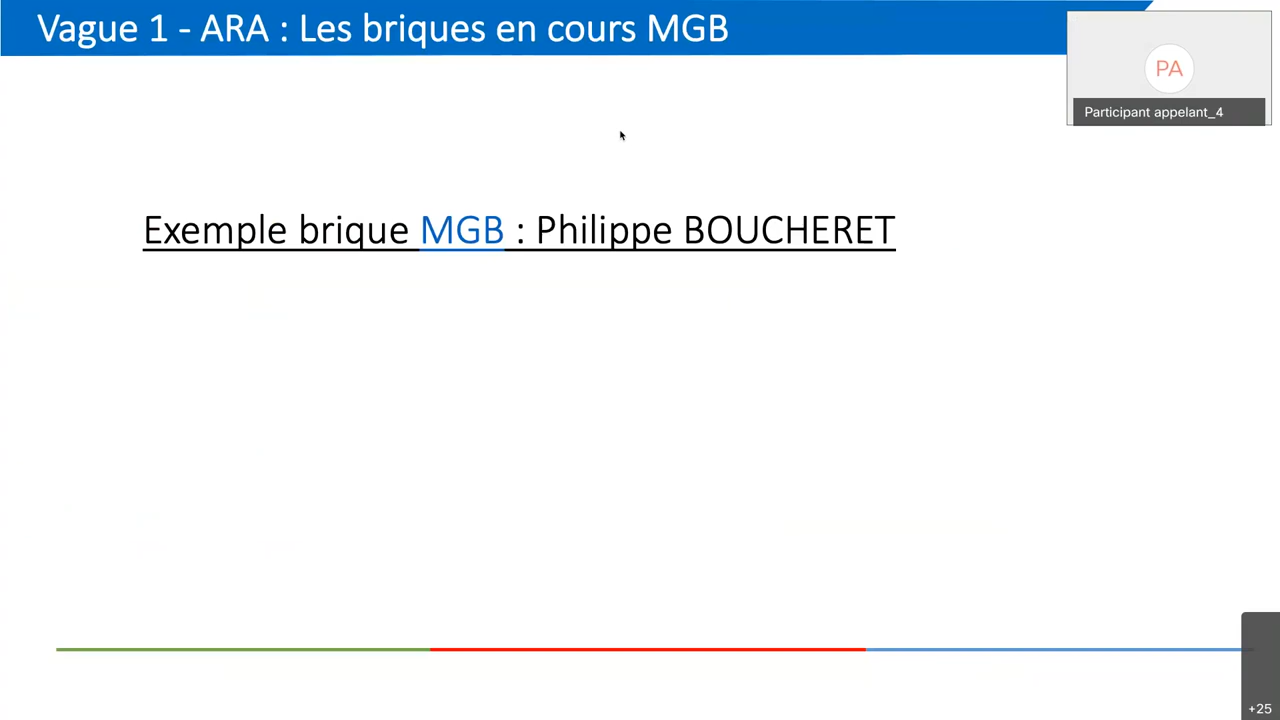 Vague 1 - ARA : Les briques en cours MGB
PA
Participant appelant_4
Exemple brique MGB : Philippe BOUCHERET
+25